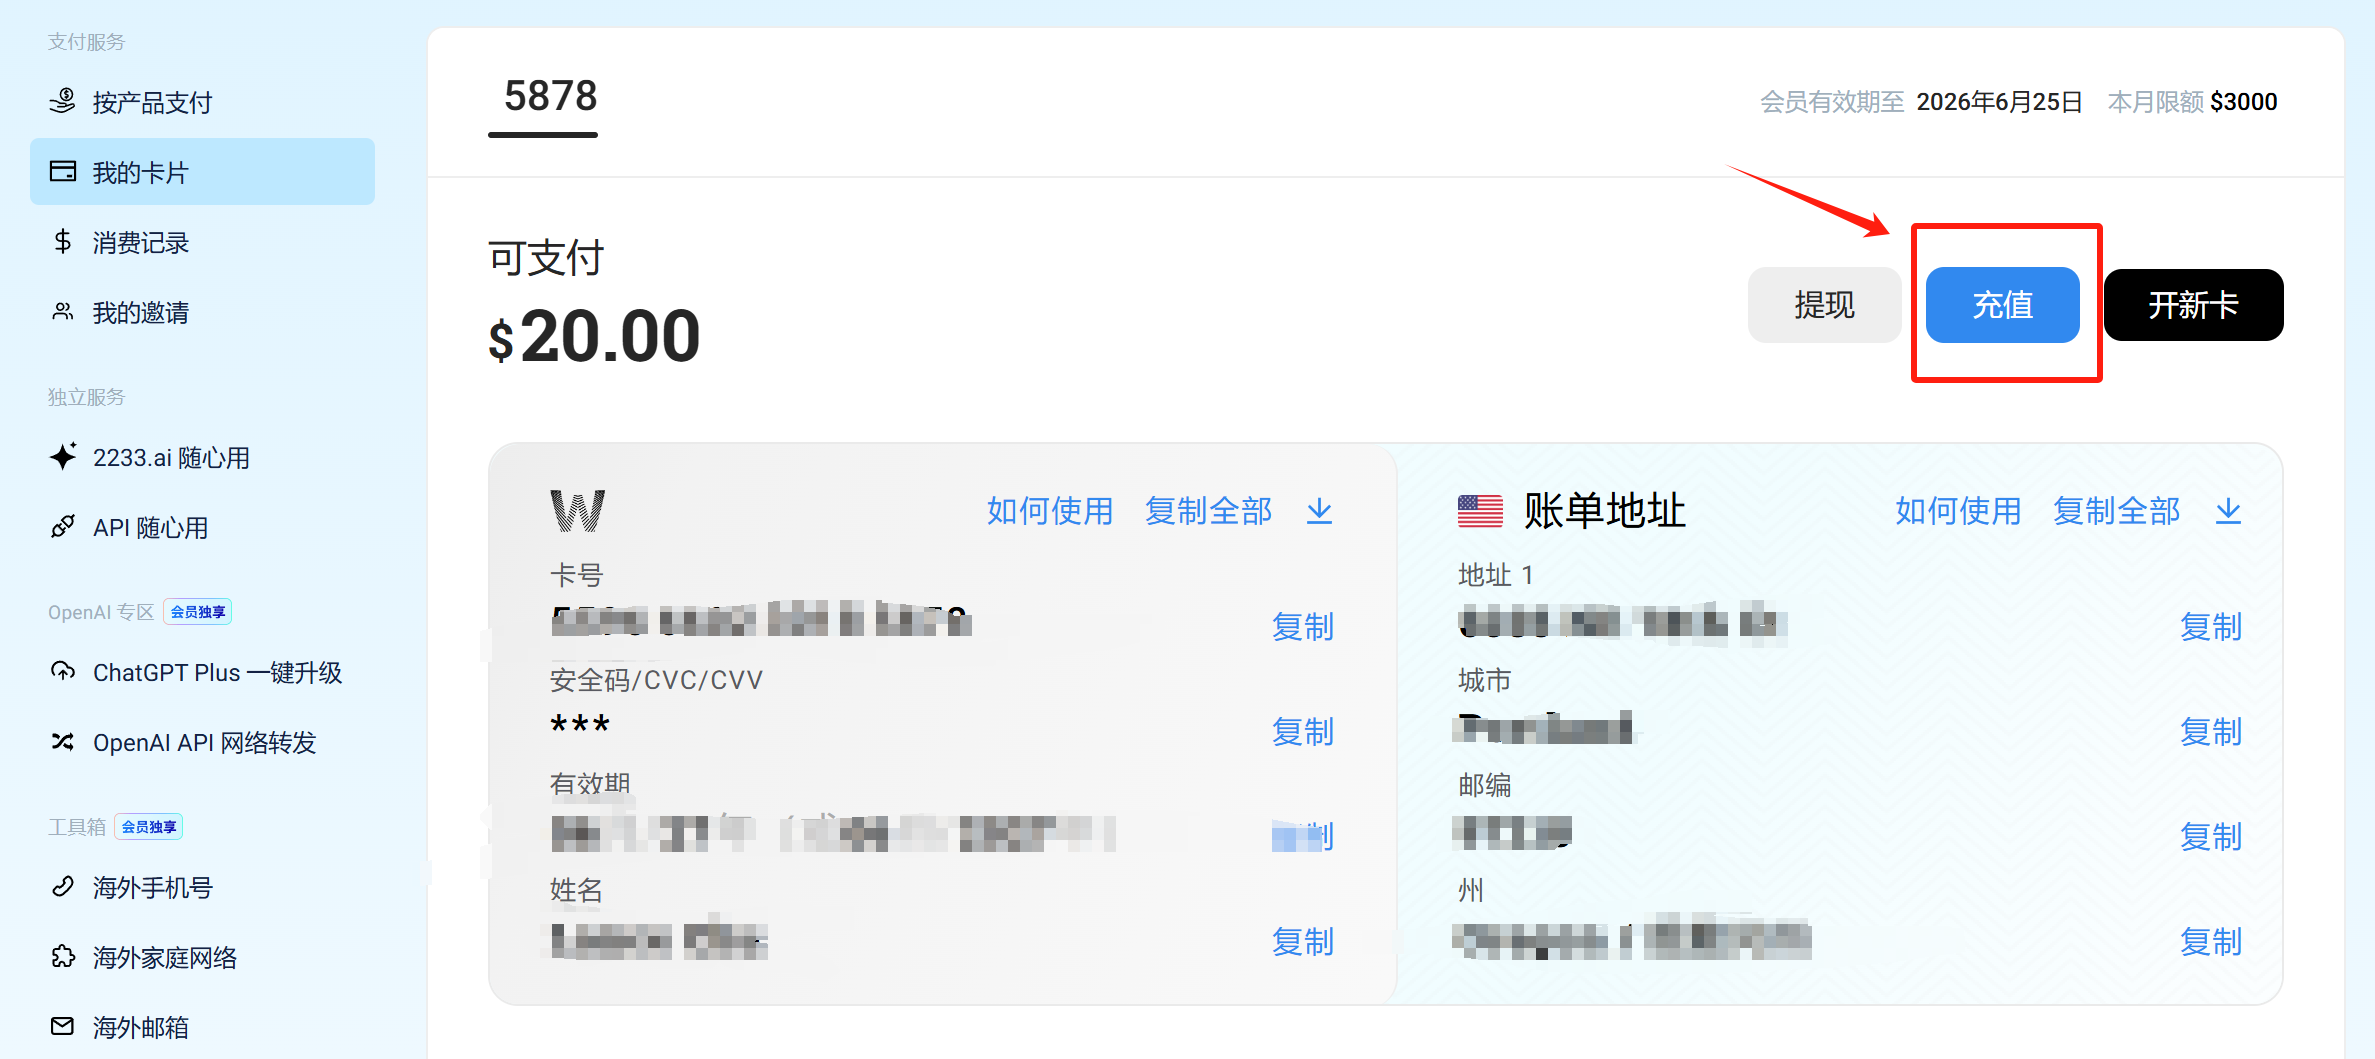 支付服务
按产品支付
我的卡片
消费记录
我的邀请
独立服务
2233.ai 随心用
API 随心用
OpenAI 专区 会员独享
ChatGPT Plus 一键升级
OpenAI API 网络转发
工具箱 会员独享
海外手机号
海外家庭网络
海外邮箱
5878
会员有效期至 2026年6月25日 本月限额 $3000
可支付
$20.00
提现 充值 开新卡
W 如何使用 复制全部
卡号
复制
安全码/CVC/CVV
*** 复制
有效期
姓名
复制
账单地址 如何使用 复制全部
地址 1
复制
城市
复制
邮编
复制
州
复制